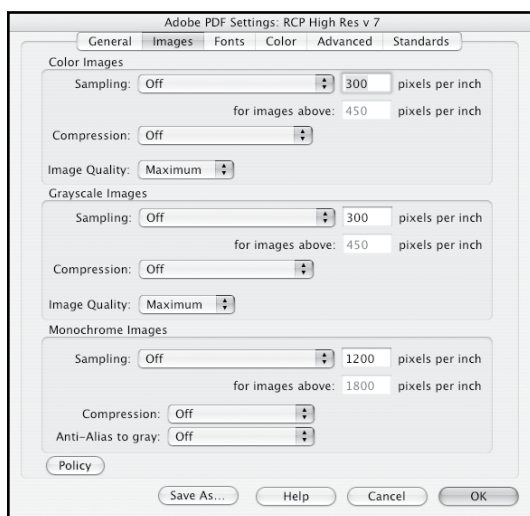 Adobe PDF Settings: RCP High Res v 7
General Images Fonts Color Advanced Standards
Color Images
Sampling: Off 300 pixels per inch
for images above: 450 pixels per inch
Compression: Off
Image Quality: Maximum
Grayscale Images
Sampling: Off 300 pixels per inch
for images above: 450 pixels per inch
Compression: Off
Image Quality: Maximum
Monochrome Images
Sampling: Off 1200 pixels per inch
for images above: 1800 pixels per inch
Compression: Off
Anti-Alias to gray: Off
Policy
Save As... Help Cancel OK